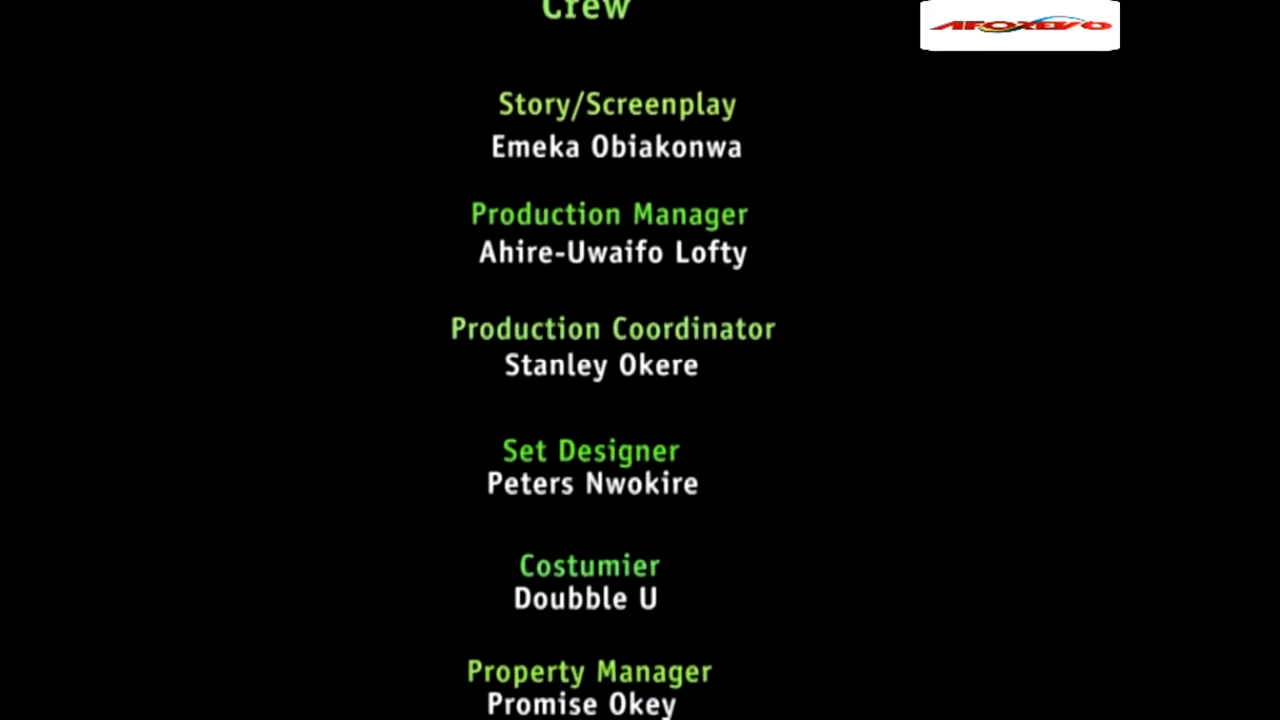 Crew
AFOREVO
Story/Screenplay
Emeka Obiakonwa
Production Manager
Ahire-Uwaifo Lofty
Production Coordinator
Stanley Okere
Set Designer
Peters Nwokire
Costumier
Doubble U
Property Manager
Promise Okey